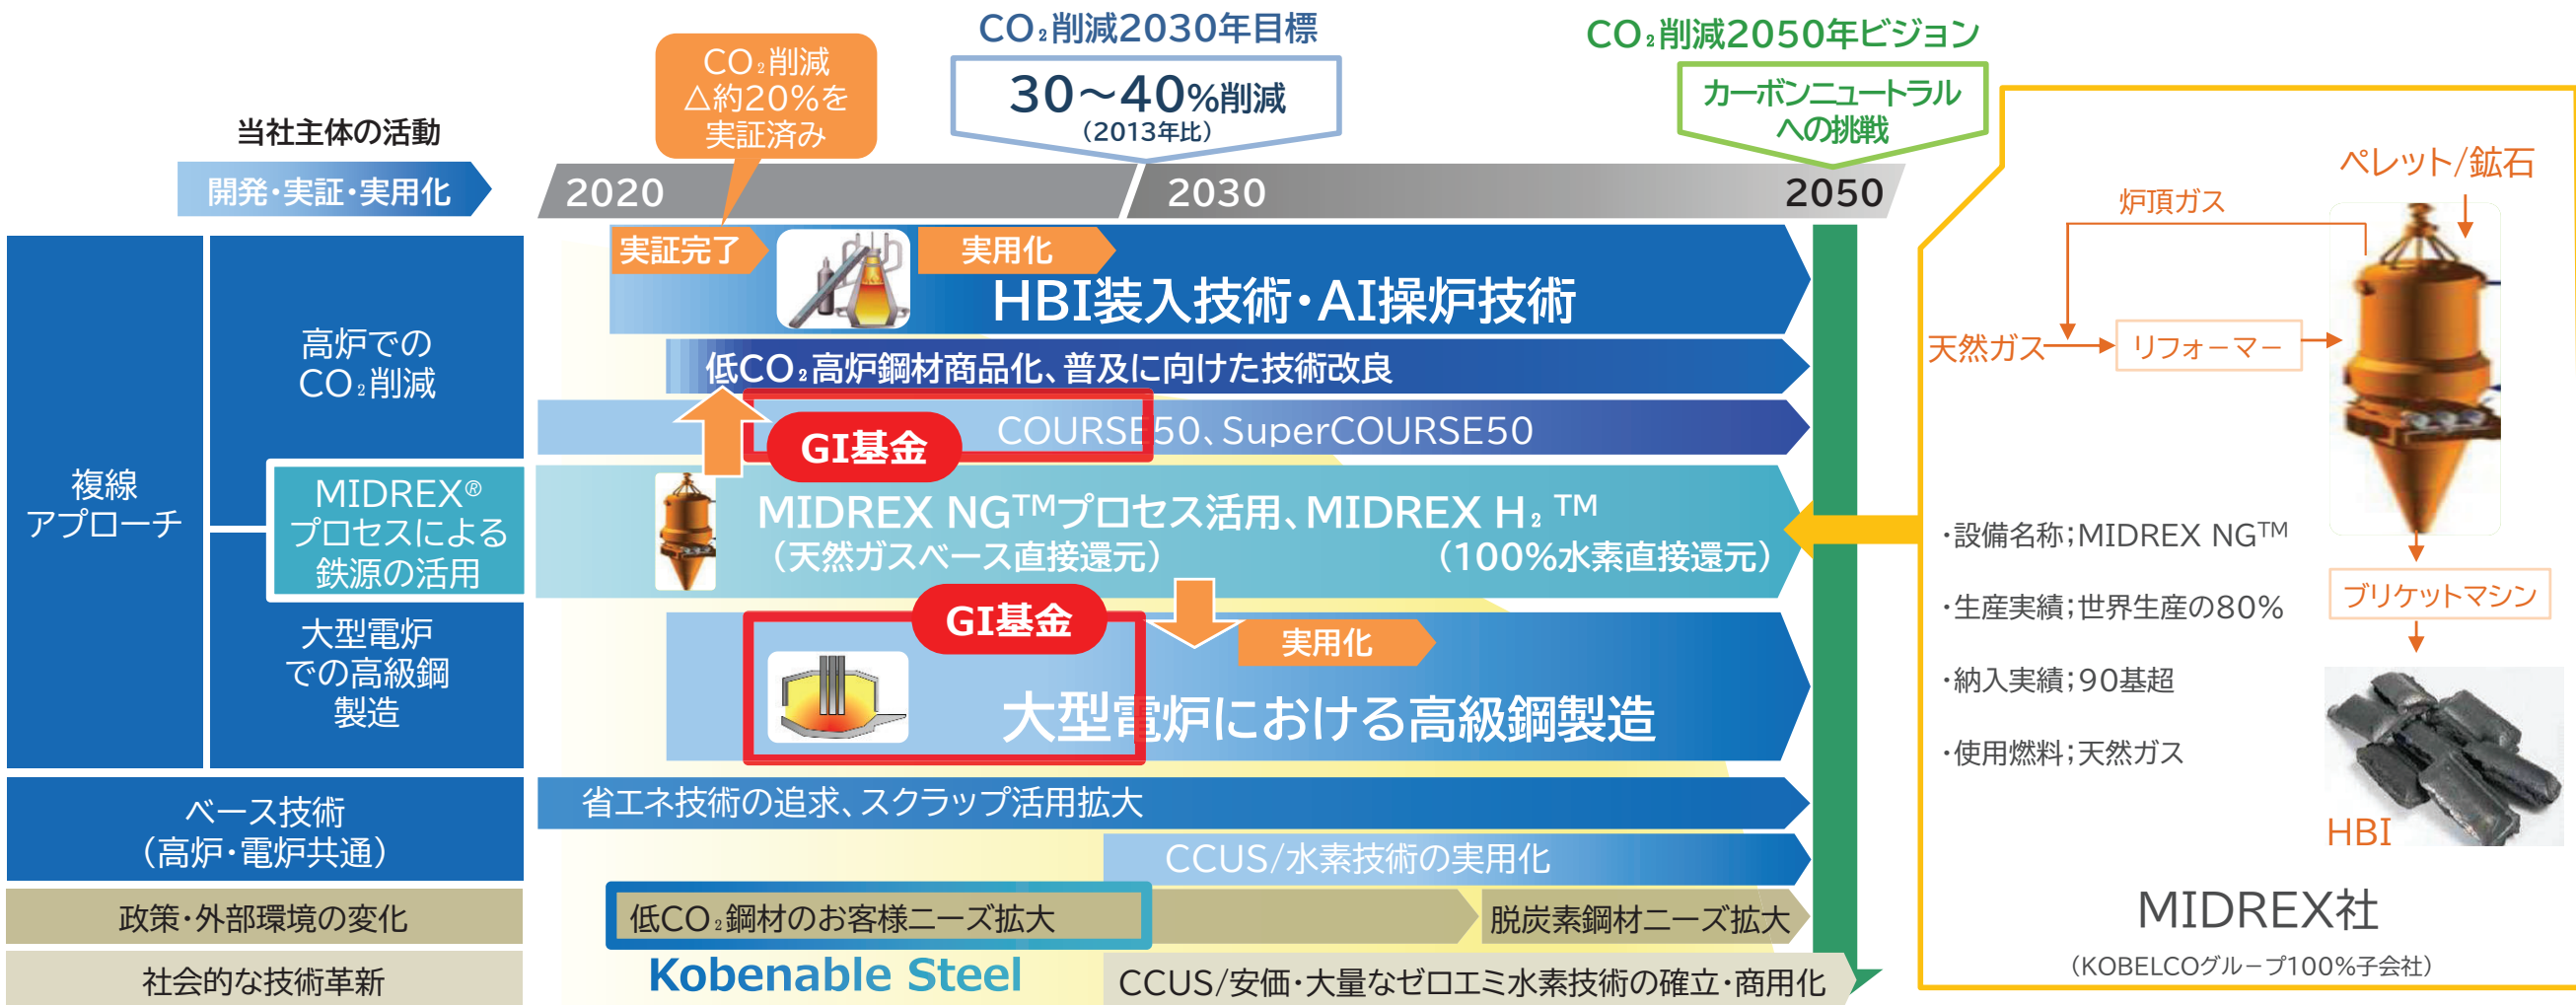 CO₂削減2030年目標
30～40%削減
（2013年比）
CO₂削減2050年ビジョン
カーボンニュートラル
への挑戦
CO₂削減
△約20%を
実証済み
当社主体の活動
開発・実証・実用化
2020
2030
2050
複線
アプローチ
高炉での
CO₂削減
実証完了
実用化
HBI装入技術・AI操炉技術
低CO₂高炉鋼材商品化、普及に向けた技術改良
GI基金
COURSE50、SuperCOURSE50
MIDREX®
プロセスによる
鉄源の活用
MIDREX NG™プロセス活用、MIDREX H₂ ™
（天然ガスベース直接還元）
（100%水素直接還元）
大型電炉
での高級鋼
製造
GI基金
実用化
大型電炉における高級鋼製造
ベース技術
（高炉・電炉共通）
省エネ技術の追求、スクラップ活用拡大
CCUS/水素技術の実用化
政策・外部環境の変化
低CO₂鋼材のお客様ニーズ拡大
脱炭素鋼材ニーズ拡大
社会的な技術革新
Kobenable Steel
CCUS/安価・大量なゼロエミ水素技術の確立・商用化
ペレット/鉱石
炉頂ガス
天然ガス
リフォーマー
・設備名称；MIDREX NG™
・生産実績；世界生産の80%
・納入実績；90基超
・使用燃料；天然ガス
ブリケットマシン
HBI
MIDREX社
（KOBELCOグループ100%子会社）